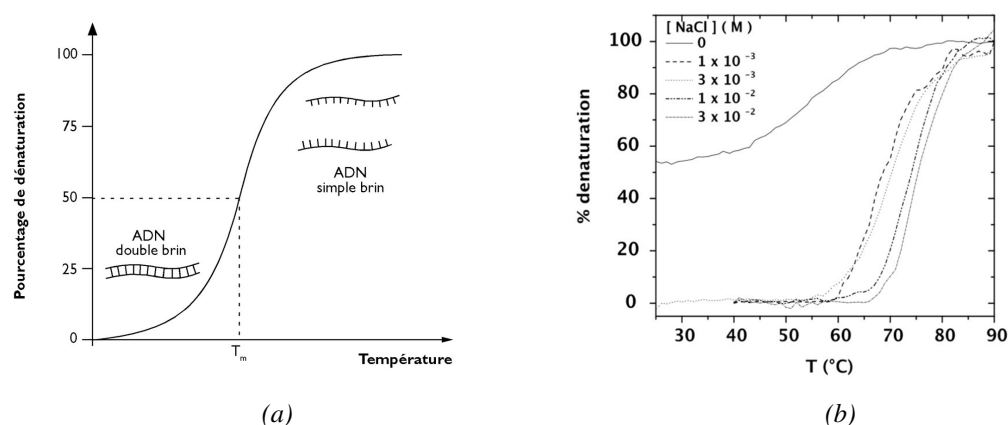 Pourcentage de dénaturation
100
75
50
25
0
ADN
double brin
ADN
simple brin
Tm
Température
(a)
% denaturation
100
80
60
40
20
0
[ NaCl ] ( M )
0
1 x 10 -3
3 x 10 -3
1 x 10 -2
3 x 10 -2
30 40 50 60 70 80 90
T (°C)
(b)